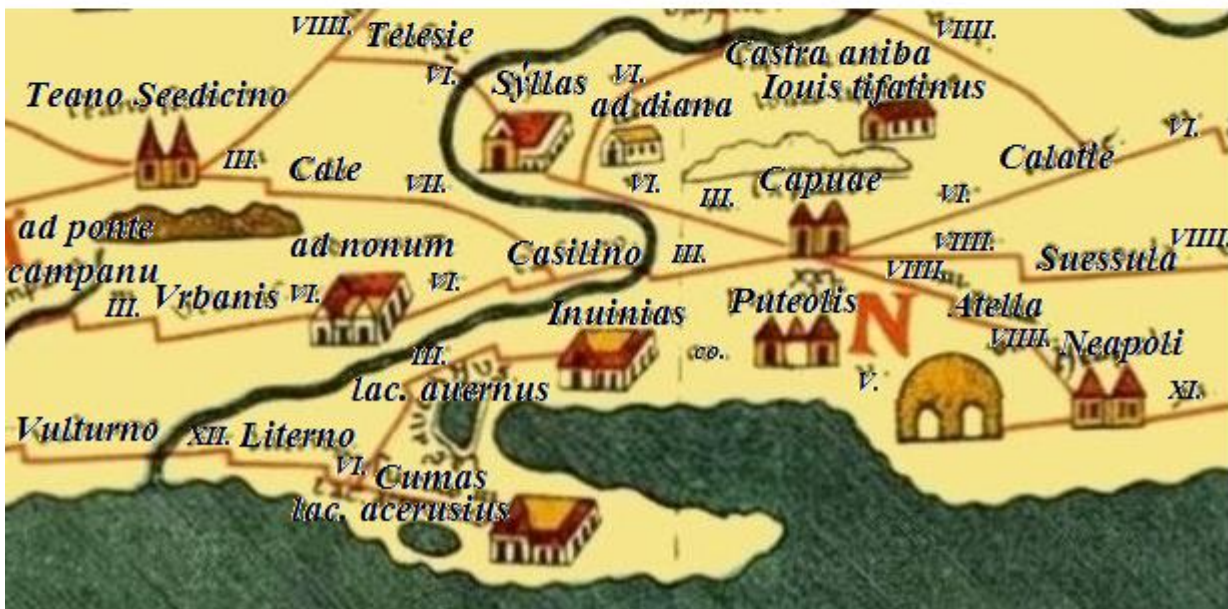 VIIII.
Telesie
Castra aniba
VIIII.
VI.
Syllas
VI.
ad diana
Iouis tifatinus
Teano Seedicino
III.
Cale
VII.
VI.
III.
Capuae
VI.
Calatie
VI.
ad ponte
campanu
ad nonum
Casilino
III.
VIIII.
Suessula
VIIII.
III.
Vrbanis
VI.
VI.
Inuinias
Puteolis
VIIII.
Atella
N
VIIII.
Neapoli
III.
co.
V.
XI.
lac. auernus
Vulturno
XII.
Literno
VI.
Cumas
lac. acerusius